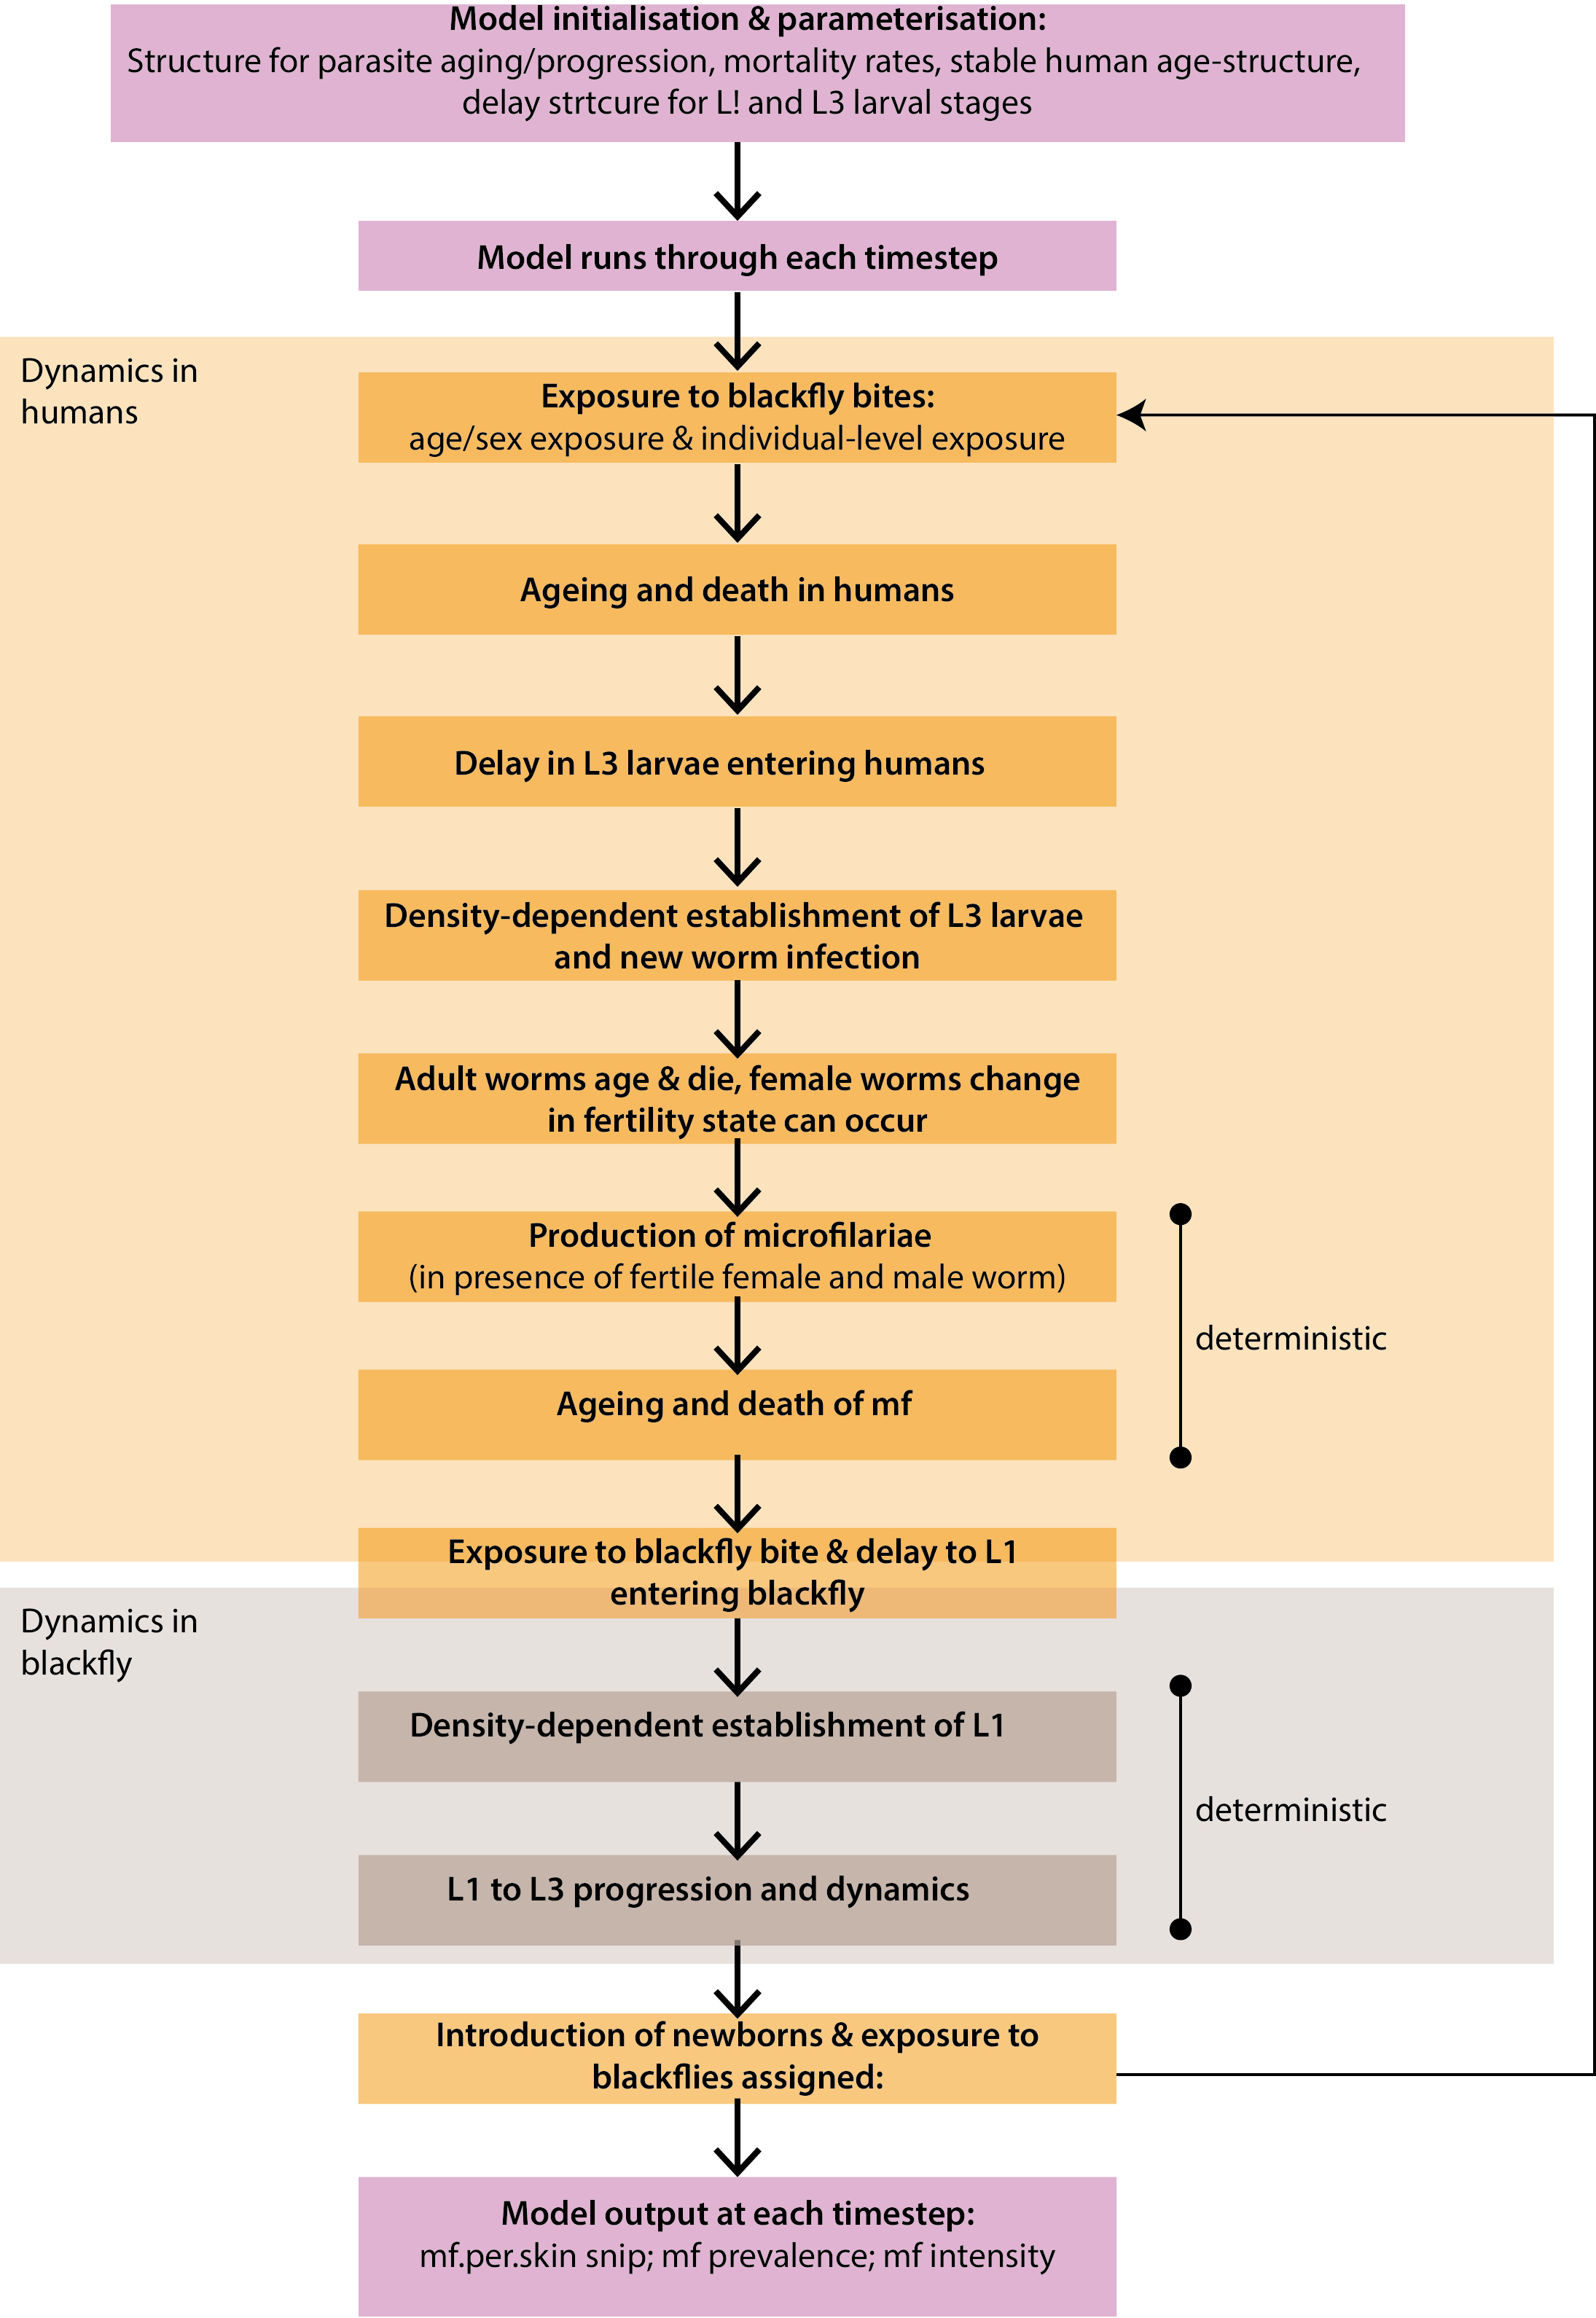 Model initialisation & parameterisation:
Structure for parasite aging/progression, mortality rates, stable human age-structure,
delay strtcure for L! and L3 larval stages
Model runs through each timestep
Dynamics in
humans
Exposure to blackfly bites:
age/sex exposure & individual-level exposure
Ageing and death in humans
Delay in L3 larvae entering humans
Density-dependent establishment of L3 larvae
and new worm infection
Adult worms age & die, female worms change
in fertility state can occur
Production of microfilariae
(in presence of fertile female and male worm)
deterministic
Ageing and death of mf
Exposure to blackfly bite & delay to L1
entering blackfly
Dynamics in
blackfly
Density-dependent establishment of L1
deterministic
L1 to L3 progression and dynamics
Introduction of newborns & exposure to
blackflies assigned:
Model output at each timestep:
mf.per.skin snip; mf prevalence; mf intensity